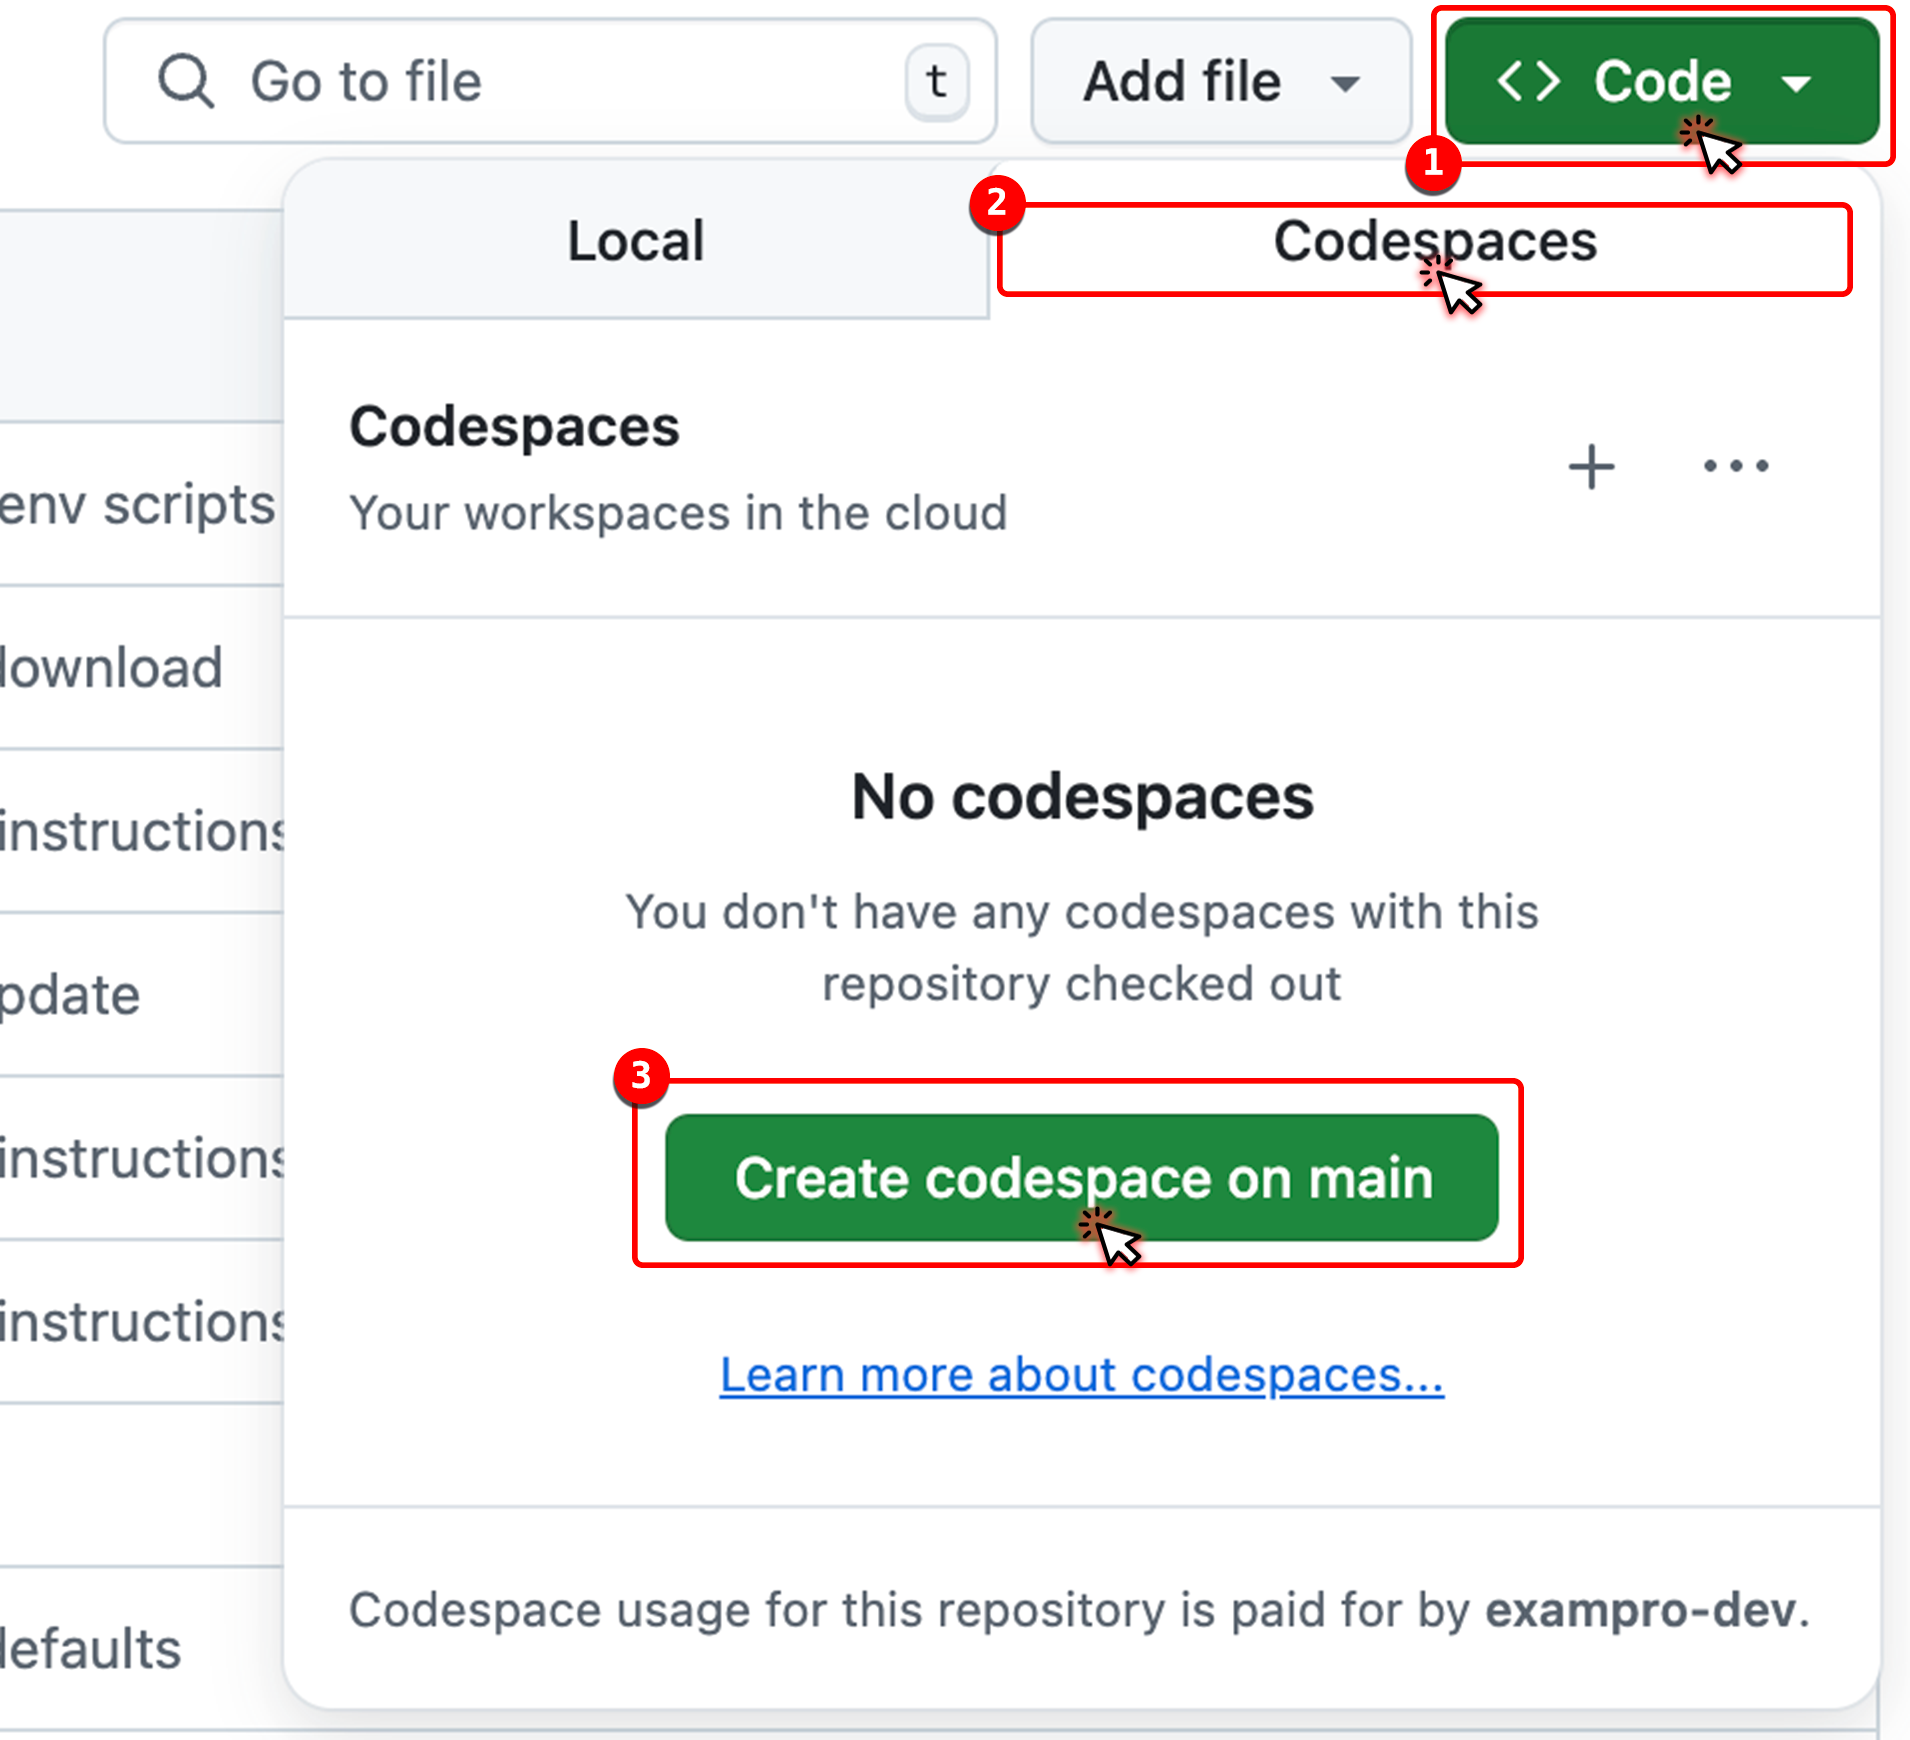 Go to file
t
Add file
Code
1
2
Local
Codespaces
Codespaces
Your workspaces in the cloud
env scripts
download
instructions
pdate
instructions
instructions
defaults
No codespaces
You don't have any codespaces with this
repository checked out
3
Create codespace on main
Learn more about codespaces...
Codespace usage for this repository is paid for by exampro-dev.